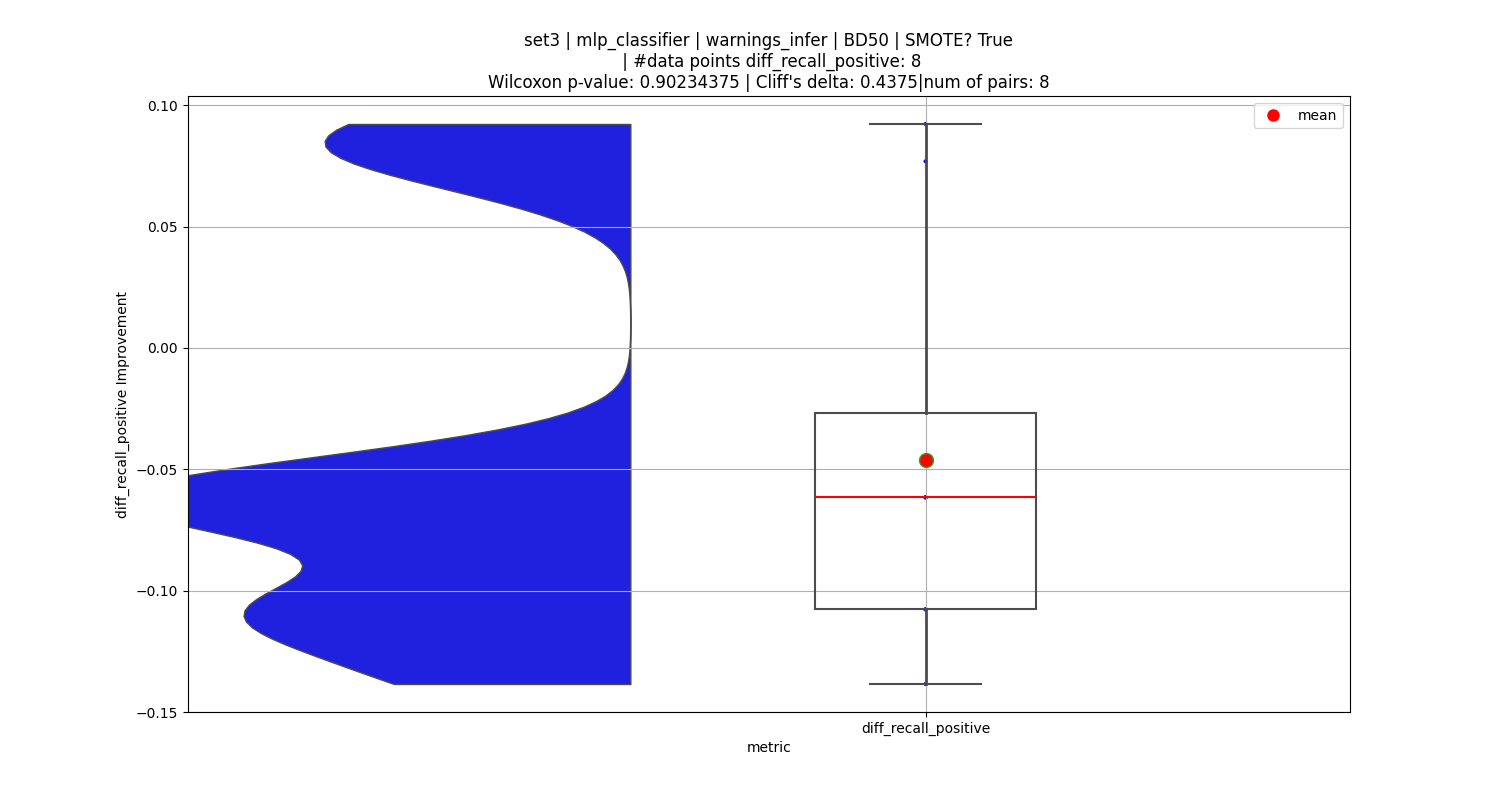 set3 | mlp_classifier | warnings_infer | BD50 | SMOTE? True
| #data points diff_recall_positive: 8
Wilcoxon p-value: 0.90234375 | Cliff's delta: 0.4375|num of pairs: 8
mean
0.10
0.05
0.00
−0.05
−0.10
−0.15
diff_recall_positive Improvement
diff_recall_positive
metric